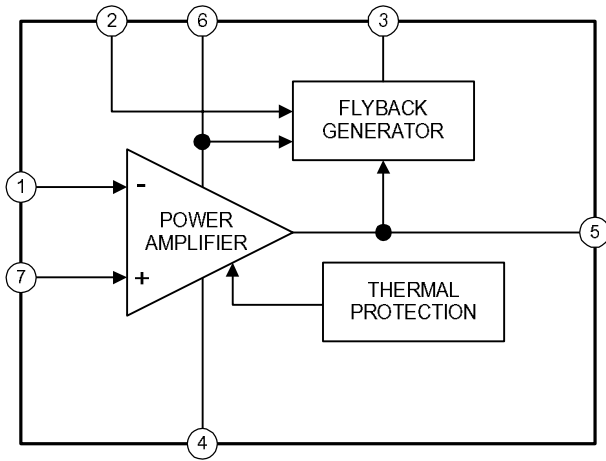 2
6
3
FLYBACK
GENERATOR
1
-
POWER
AMPLIFIER
5
7
+
THERMAL
PROTECTION
4